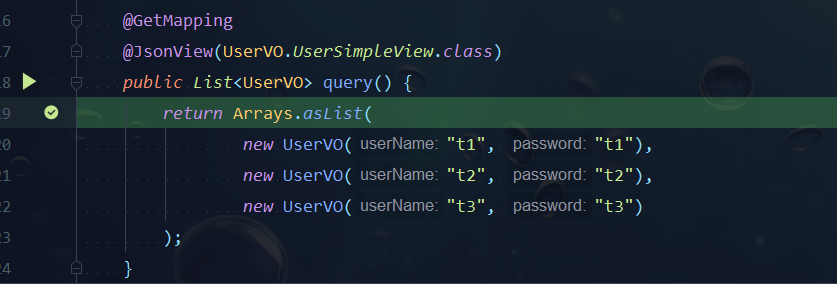 16 @GetMapping
17 @JsonView(UserVO.UserSimpleView.class)
18 public List<UserVO> query() {
19 return Arrays.asList(
20 new UserVO( userName: "t1", password: "t1"),
21 new UserVO( userName: "t2", password: "t2"),
22 new UserVO( userName: "t3", password: "t3")
23 );
24 }